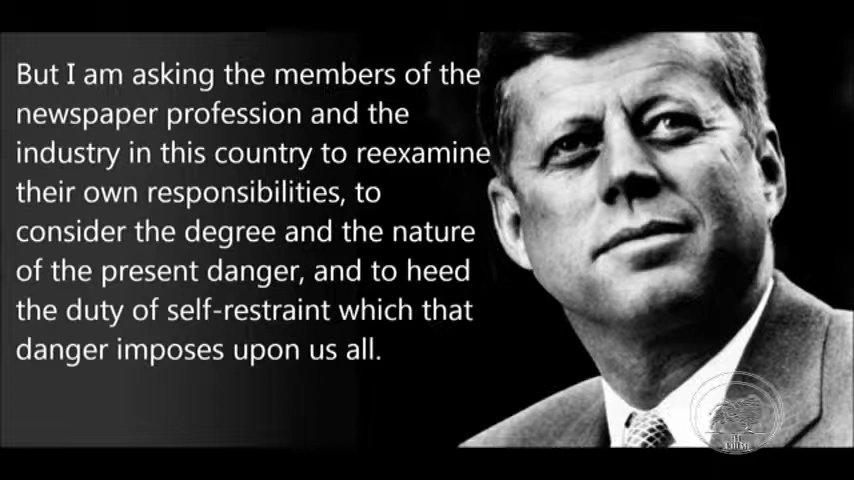 But I am asking the members of the
newspaper profession and the
industry in this country to reexamine
their own responsibilities, to
consider the degree and the nature
of the present danger, and to heed
the duty of self-restraint which that
danger imposes upon us all.